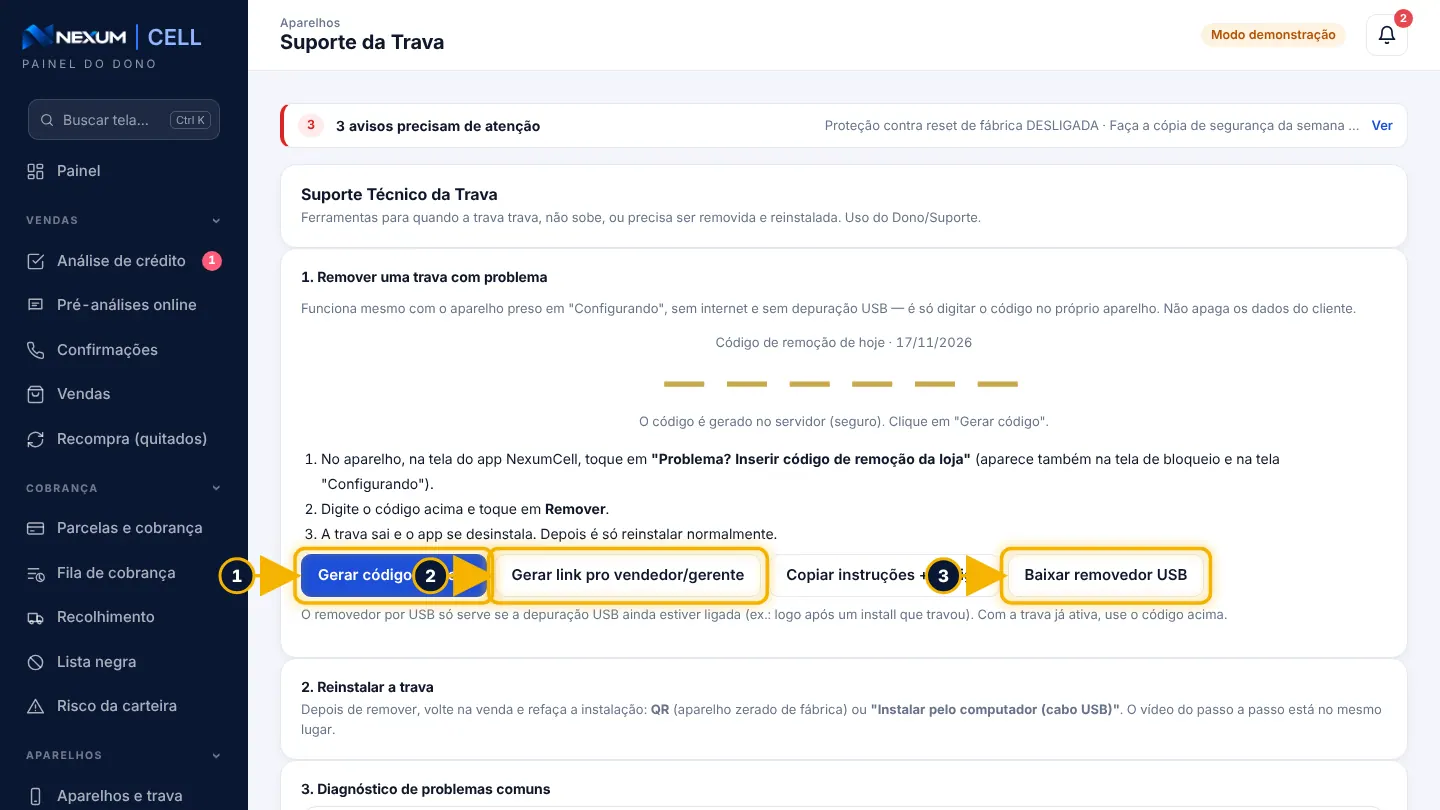 NEXUM | CELL
PAINEL DO DONO
Buscar tela... Ctrl K
Painel
VENDAS
Análise de crédito 1
Pré-análises online
Confirmações
Vendas
Recompra (quitados)
COBRANÇA
Parcelas e cobrança
Fila de cobrança
Recolhimento
Lista negra
Risco da carteira
APARELHOS
Aparelhos e trava
Aparelhos
Suporte da Trava
Modo demonstração
2
3 3 avisos precisam de atenção
Proteção contra reset de fábrica DESLIGADA · Faça a cópia de segurança da semana ... Ver
Suporte Técnico da Trava
Ferramentas para quando a trava trava, não sobe, ou precisa ser removida e reinstalada. Uso do Dono/Suporte.
1. Remover uma trava com problema
Funciona mesmo com o aparelho preso em "Configurando", sem internet e sem depuração USB — é só digitar o código no próprio aparelho. Não apaga os dados do cliente.
Código de remoção de hoje · 17/11/2026
— — — — — —
O código é gerado no servidor (seguro). Clique em "Gerar código".
1. No aparelho, na tela do app NexumCell, toque em "Problema? Inserir código de remoção da loja" (aparece também na tela de bloqueio e na tela
"Configurando").
2. Digite o código acima e toque em Remover.
3. A trava sai e o app se desinstala. Depois é só reinstalar normalmente.
1 Gerar código 2 Gerar link pro vendedor/gerente Copiar instruções + 3 Baixar removedor USB
O removedor por USB só serve se a depuração USB ainda estiver ligada (ex.: logo após um install que travou). Com a trava já ativa, use o código acima.
2. Reinstalar a trava
Depois de remover, volte na venda e refaça a instalação: QR (aparelho zerado de fábrica) ou "Instalar pelo computador (cabo USB)". O vídeo do passo a passo está no mesmo
lugar.
3. Diagnóstico de problemas comuns